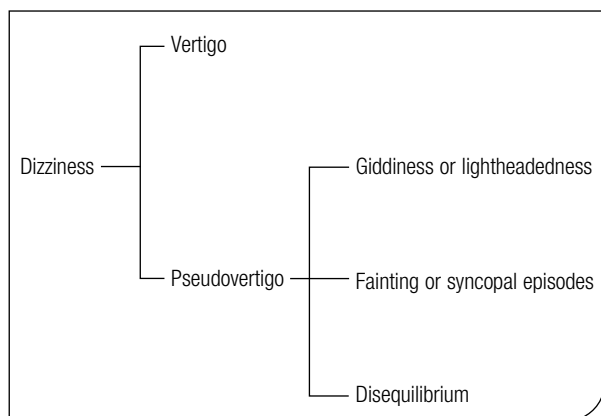 Vertigo
Dizziness
Giddiness or lightheadedness
Pseudovertigo
Fainting or syncopal episodes
Disequilibrium